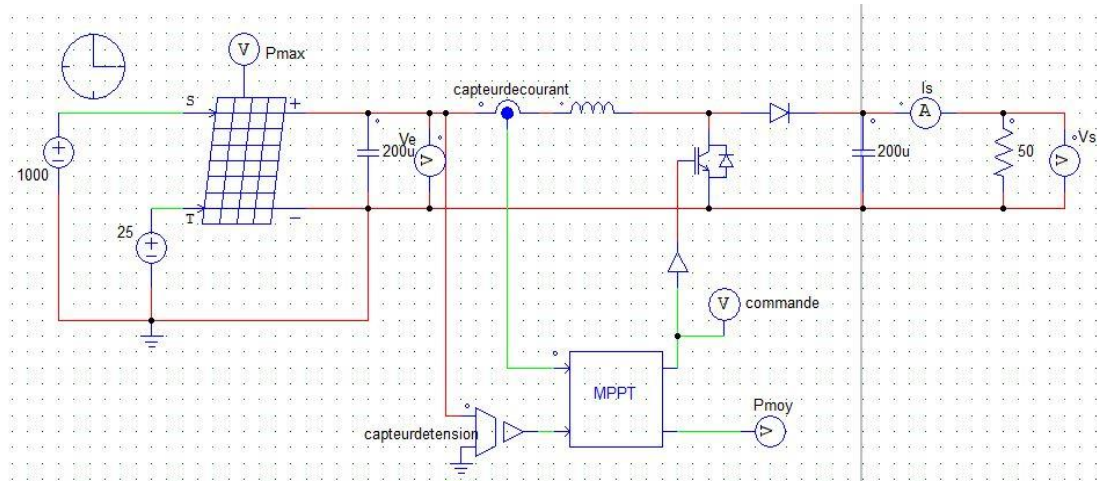 V
Pmax
S
+
capteurdecourant
Is
A
1000
200u
Ve
V
200u
50
V
Vs
T
−
25
V
commande
MPPT
Pmoy
V
capteurdetension